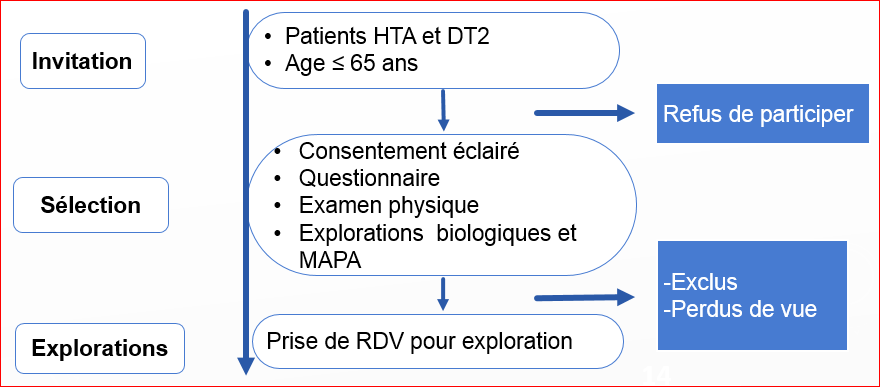 Invitation
• Patients HTA et DT2
• Age ≤ 65 ans
Refus de participer
Sélection
• Consentement éclairé
• Questionnaire
• Examen physique
• Explorations biologiques et
MAPA
-Exclus
-Perdus de vue
Explorations
Prise de RDV pour exploration
14